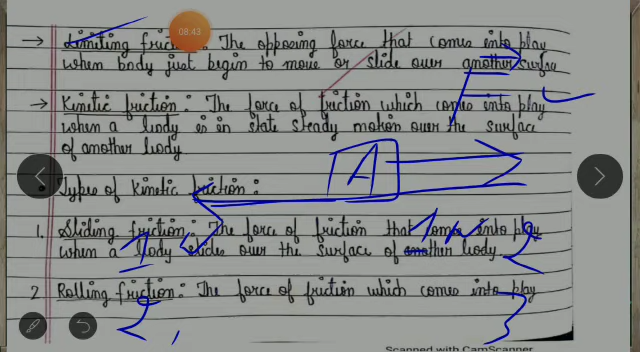 08:43
→ Limiting friction: The opposing force that comes into play
when body just begin to move or slide over another surface
→ Kinetic friction: The force of friction which comes into play
when a body is in state steady motion over the surface
of another body
A
• Types of kinetic friction:
1. Sliding friction: The force of friction that comes into play
when a body slides over the surface of another body.
2 Rolling friction: The force of friction which comes into play
Scanned with CamScanner